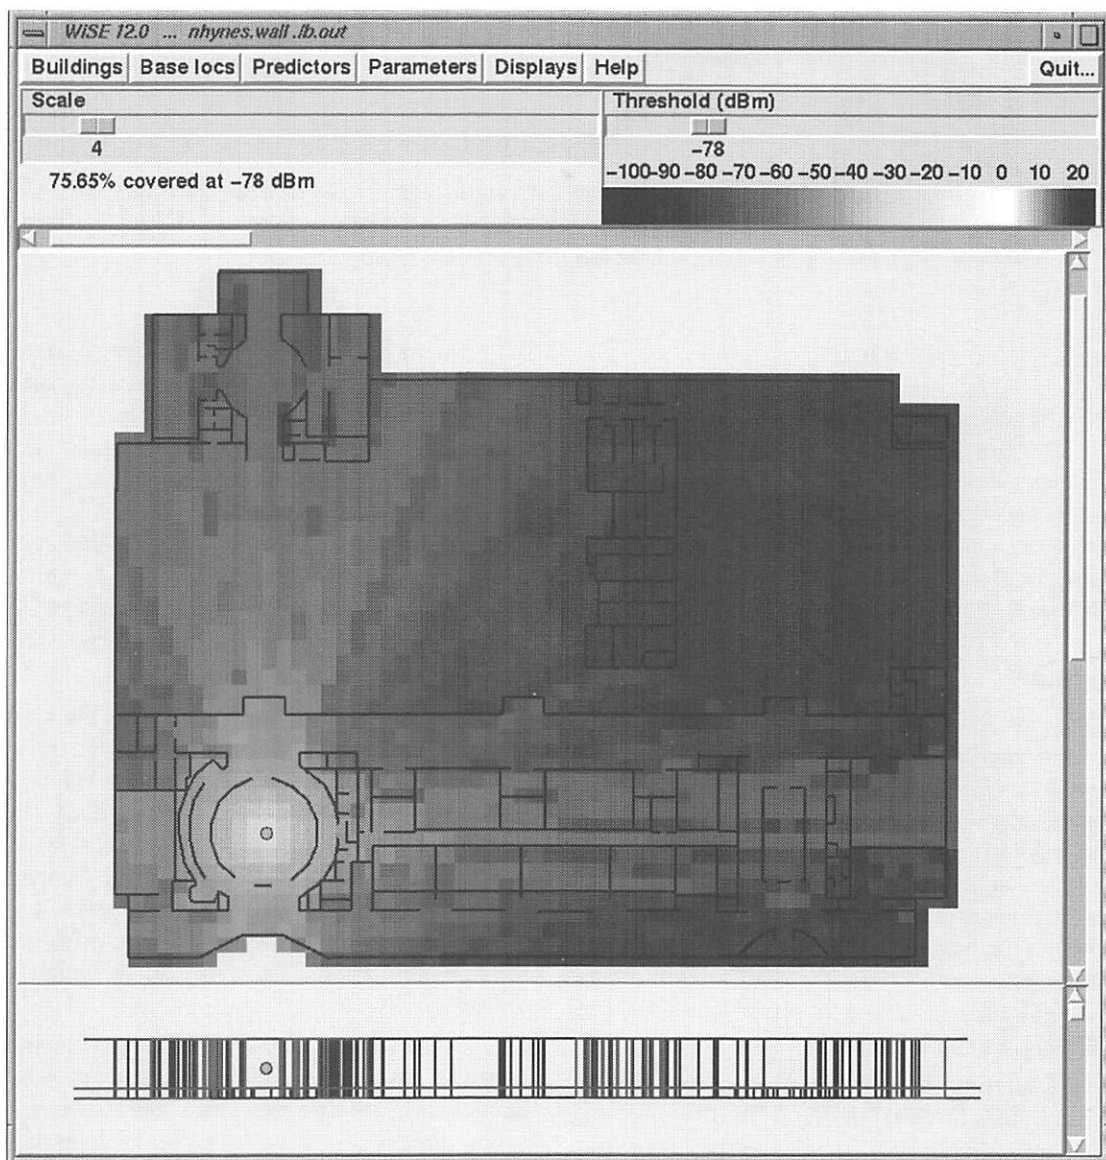 WiSE 12.0 ... nhynes.wall .lb.out
Buildings Base locs Predictors Parameters Displays Help Quit...
Scale
4
75.65% covered at -78 dBm
Threshold (dBm)
-78
-100-90 -80 -70 -60 -50 -40 -30 -20 -10 0 10 20